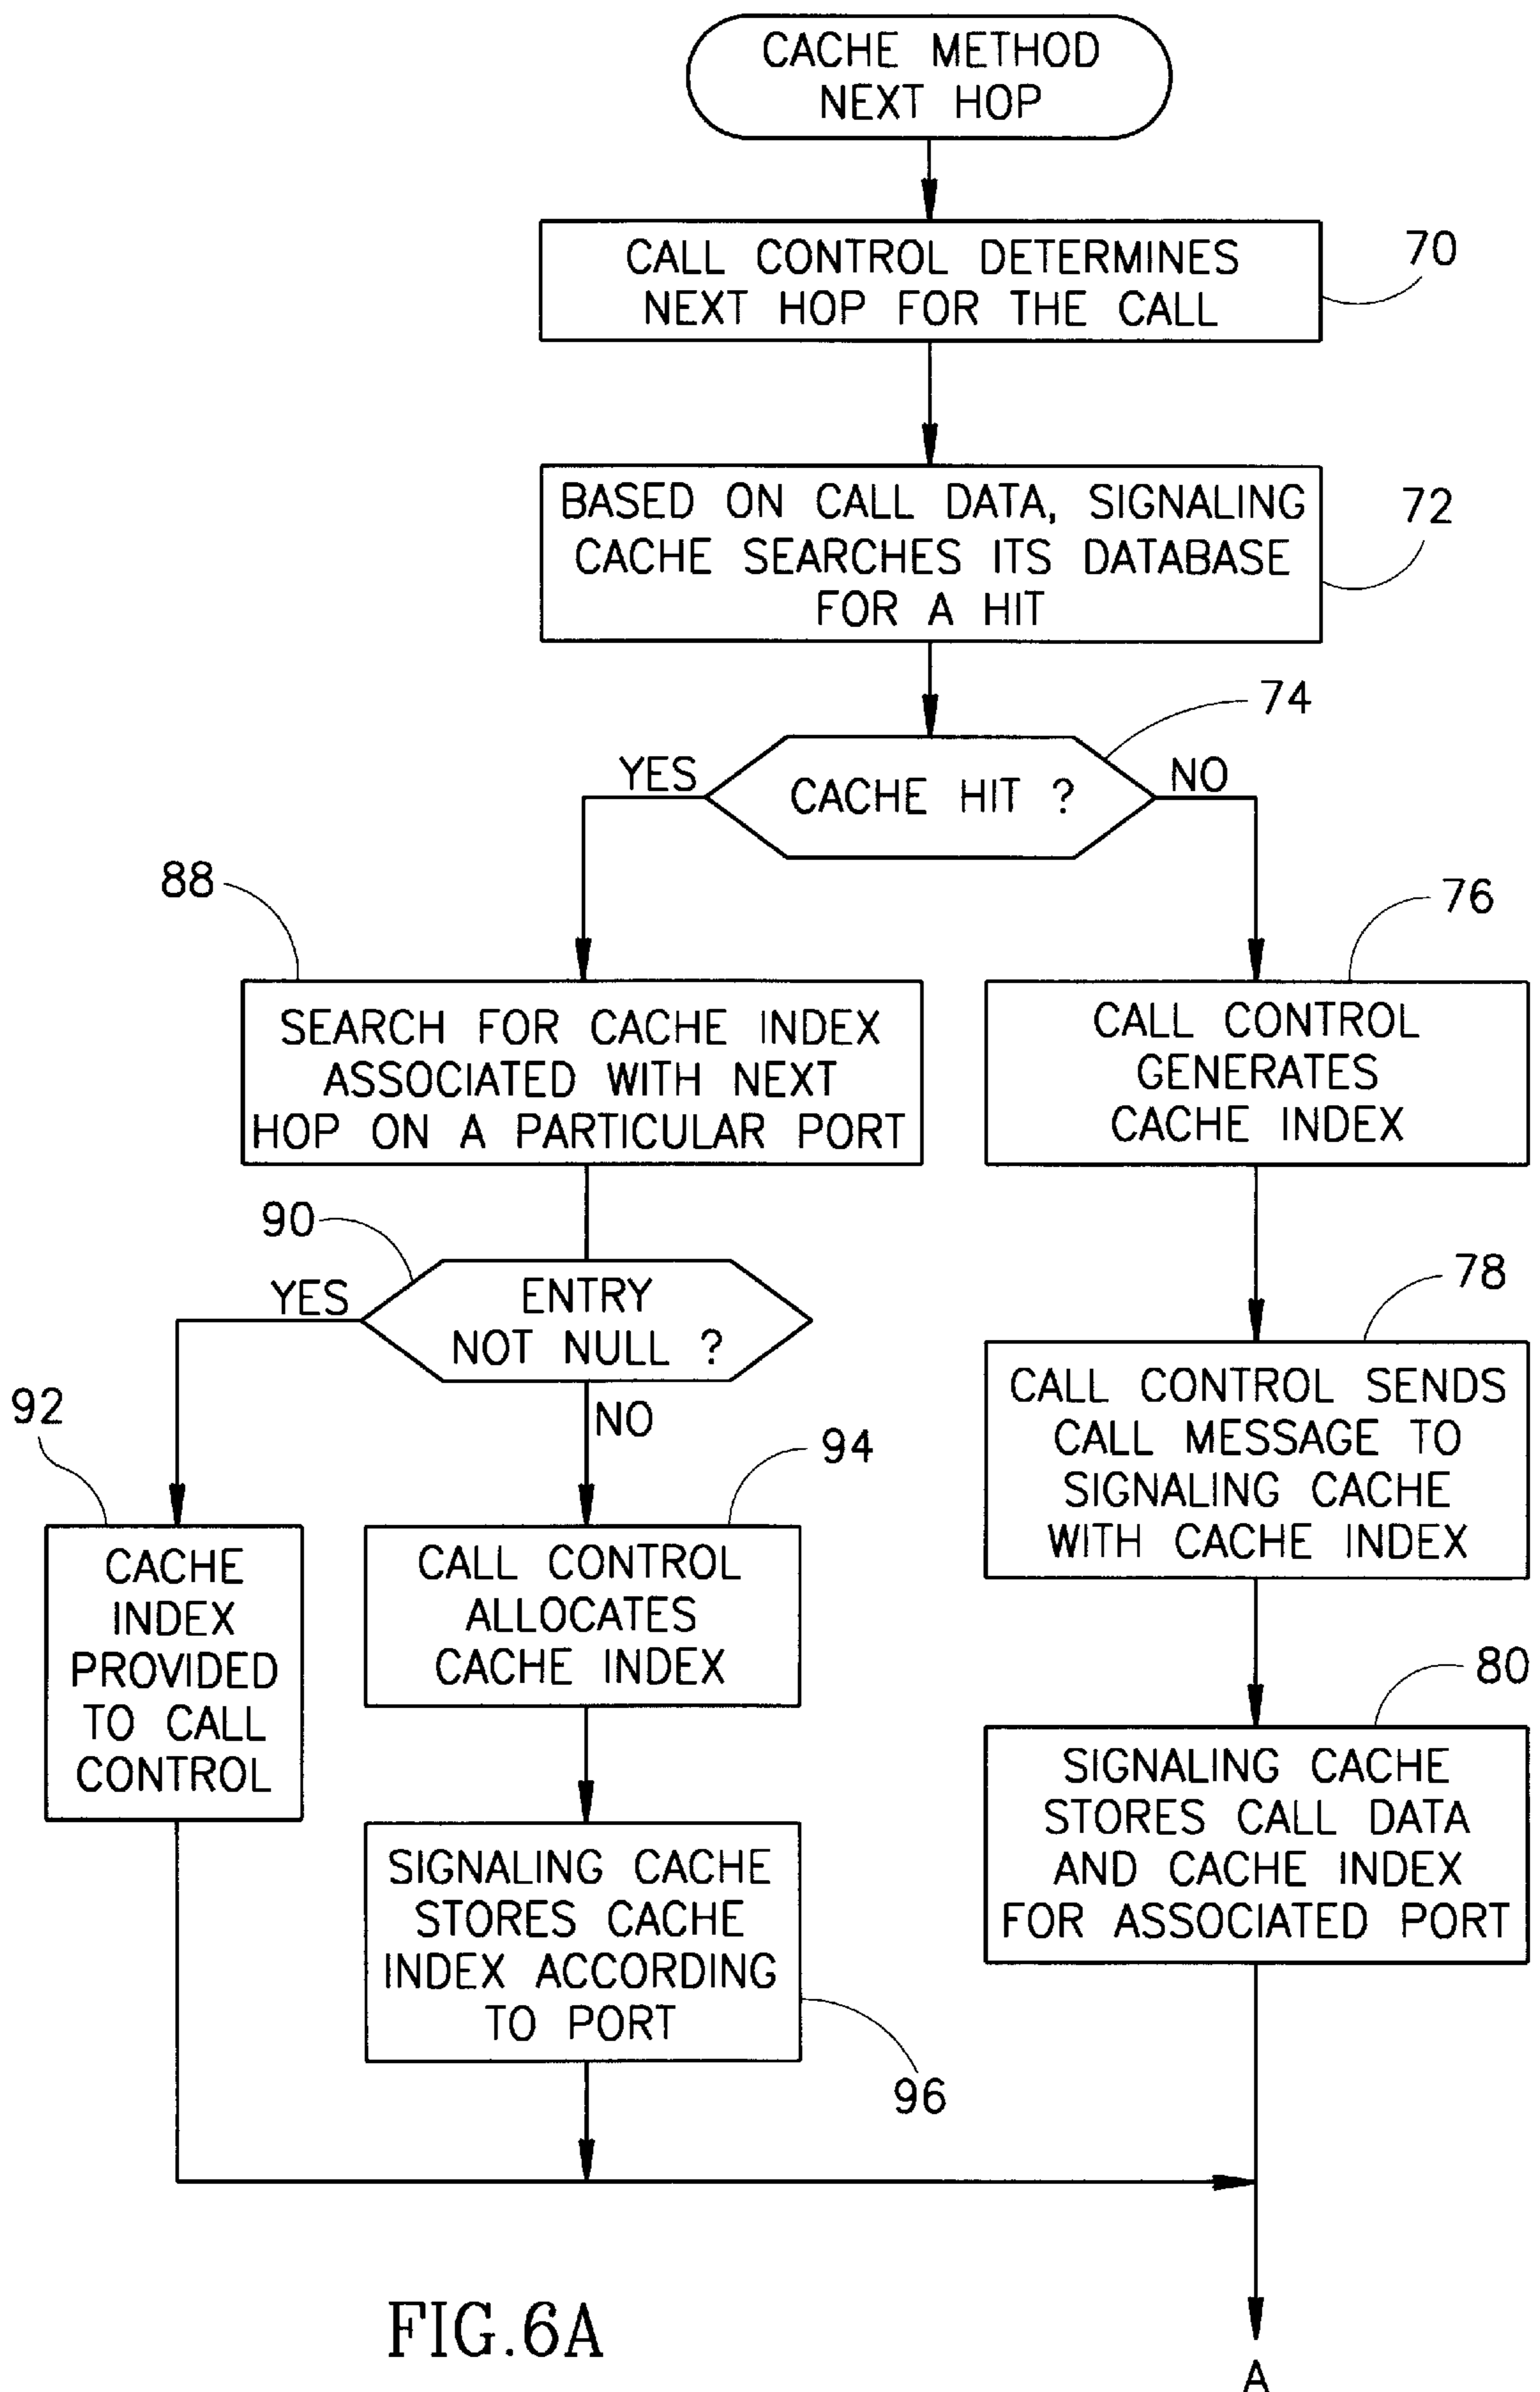 CACHE METHOD
NEXT HOP
CALL CONTROL DETERMINES
NEXT HOP FOR THE CALL
70
BASED ON CALL DATA, SIGNALING
CACHE SEARCHES ITS DATABASE
FOR A HIT
72
74
YES
CACHE HIT ?
NO
88
76
SEARCH FOR CACHE INDEX
ASSOCIATED WITH NEXT
HOP ON A PARTICULAR PORT
CALL CONTROL
GENERATES
CACHE INDEX
90
YES
ENTRY
NOT NULL ?
NO
78
CALL CONTROL SENDS
CALL MESSAGE TO
SIGNALING CACHE
WITH CACHE INDEX
92
CACHE
INDEX
PROVIDED
TO CALL
CONTROL
94
CALL CONTROL
ALLOCATES
CACHE INDEX
80
SIGNALING CACHE
STORES CALL DATA
AND CACHE INDEX
FOR ASSOCIATED PORT
SIGNALING CACHE
STORES CACHE
INDEX ACCORDING
TO PORT
96
FIG.6A
A